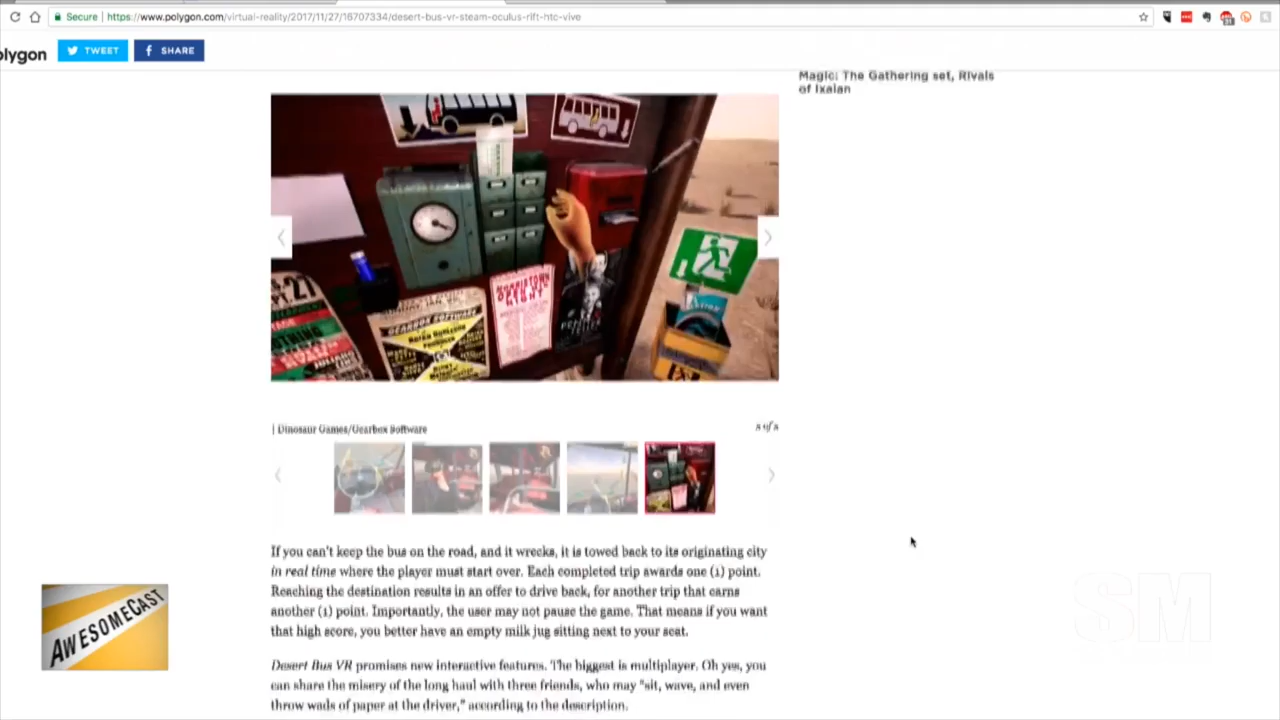 Secure | https://www.polygon.com/virtual-reality/2017/11/27/16707334/desert-bus-vr-steam-oculus-rift-htc-vive
olygon
TWEET
SHARE
Magic: The Gathering set, Rivals
of Ixalan
27
GEARBOX SOFTWARE
PRODUCER
| Dinosaur Games/Gearbox Software
If you can't keep the bus on the road, and it wrecks, it is towed back to its originating city
in real time where the player must start over. Each completed trip awards one (1) point.
Reaching the destination results in an offer to drive back, for another trip that earns
another (1) point. Importantly, the user may not pause the game. That means if you want
that high score, you better have an empty milk jug sitting next to your seat.
Desert Bus VR promises new interactive features. The biggest is multiplayer. Oh yes, you
can share the misery of the long haul with three friends, who may "sit, wave, and even
throw wads of paper at the driver," according to the description.
AWESOMECAST
SM